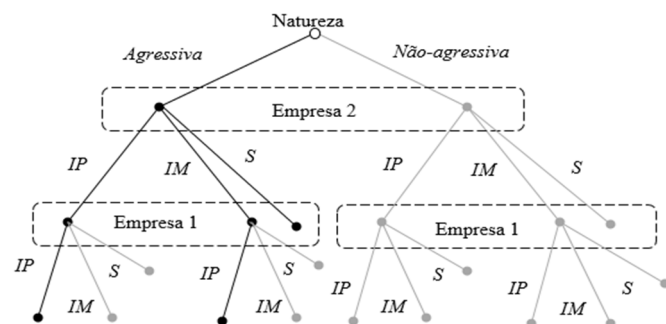 Natureza
Agressiva
Não-agressiva
Empresa 2
IP
IM
S
IP
IM
S
Empresa 1
Empresa 1
IP
S
IP
S
IP
S
IP
S
IM
IM
IM
IM